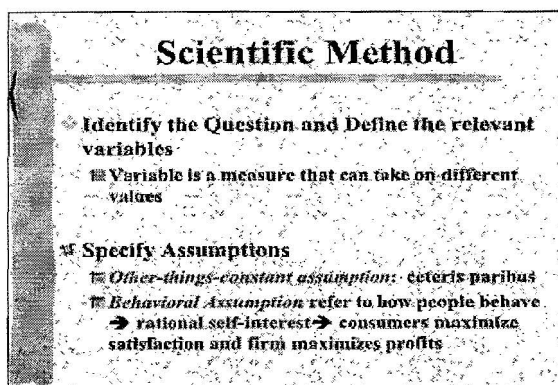 Scientific Method
Identify the Question and Define the relevant
variables
Variable is a measure that can take on different
values
Specify Assumptions
Other-things-constant assumption: ceteris paribus
Behavioral Assumption refer to how people behave
➔ rational self-interest➔ consumers maximize
satisfaction and firm maximizes profits